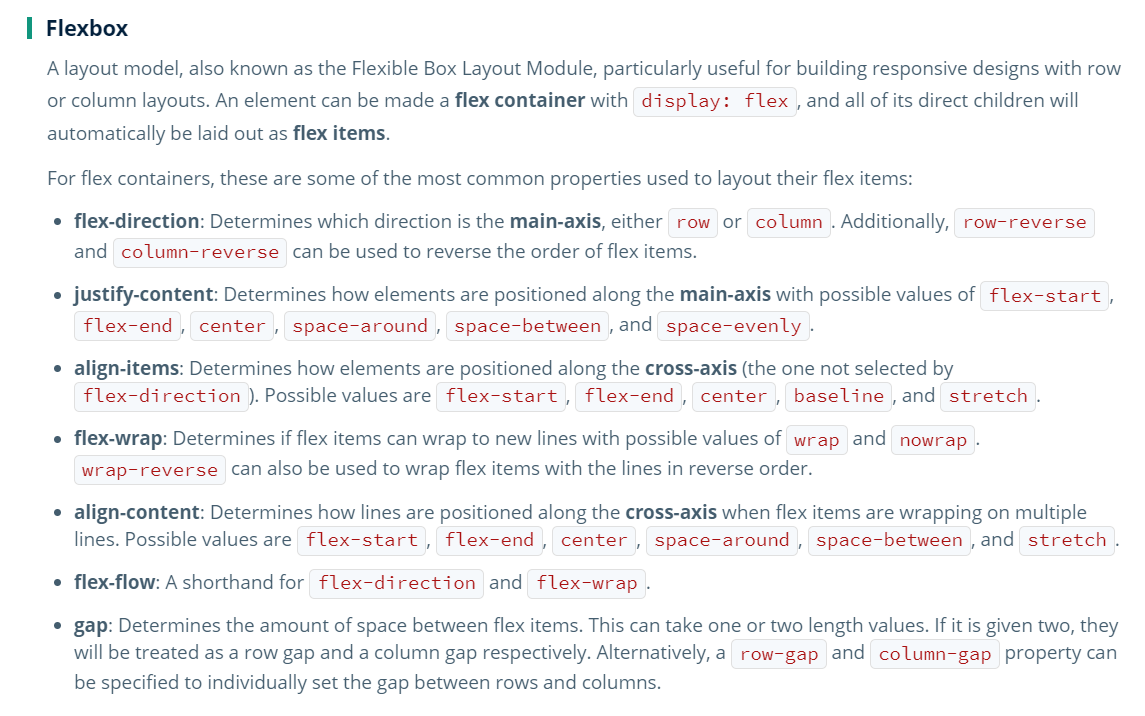 Flexbox
A layout model, also known as the Flexible Box Layout Module, particularly useful for building responsive designs with row
or column layouts. An element can be made a flex container with display: flex, and all of its direct children will
automatically be laid out as flex items.
For flex containers, these are some of the most common properties used to layout their flex items:
• flex-direction: Determines which direction is the main-axis, either row or column. Additionally, row-reverse
and column-reverse can be used to reverse the order of flex items.
• justify-content: Determines how elements are positioned along the main-axis with possible values of flex-start,
flex-end, center, space-around, space-between, and space-evenly.
• align-items: Determines how elements are positioned along the cross-axis (the one not selected by
flex-direction). Possible values are flex-start, flex-end, center, baseline, and stretch.
• flex-wrap: Determines if flex items can wrap to new lines with possible values of wrap and nowrap.
wrap-reverse can also be used to wrap flex items with the lines in reverse order.
• align-content: Determines how lines are positioned along the cross-axis when flex items are wrapping on multiple
lines. Possible values are flex-start, flex-end, center, space-around, space-between, and stretch.
• flex-flow: A shorthand for flex-direction and flex-wrap.
• gap: Determines the amount of space between flex items. This can take one or two length values. If it is given two, they
will be treated as a row gap and a column gap respectively. Alternatively, a row-gap and column-gap property can
be specified to individually set the gap between rows and columns.